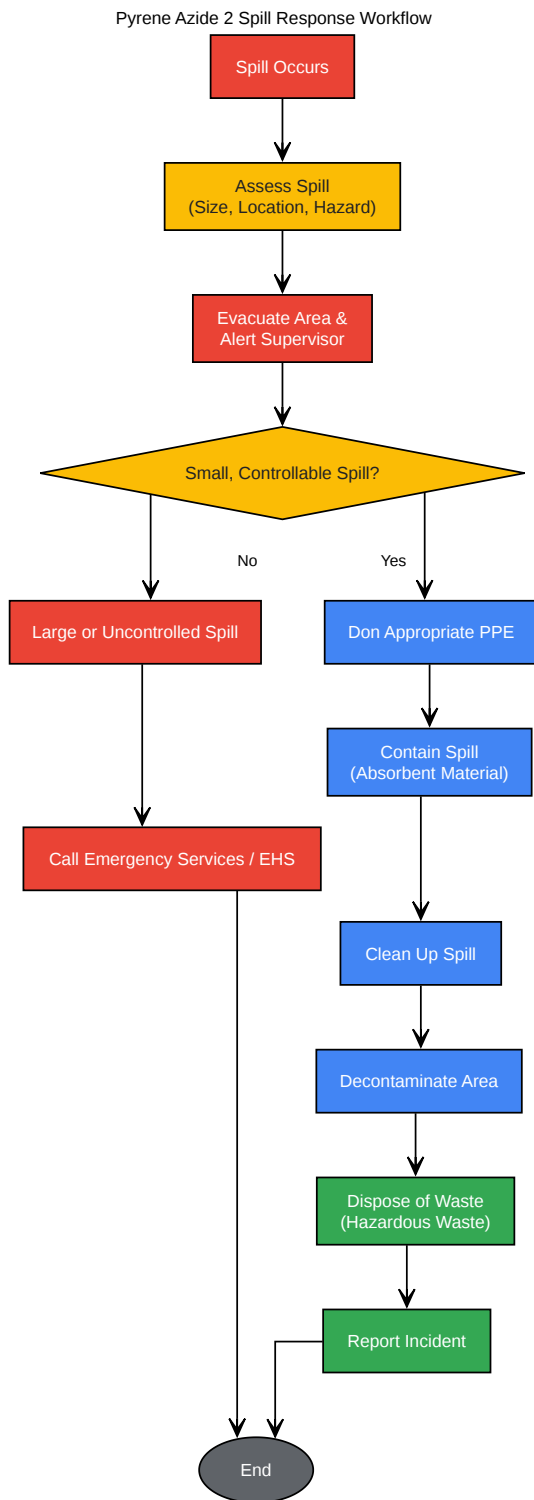 Pyrene Azide 2 Spill Response Workflow
Spill Occurs
Assess Spill
(Size, Location, Hazard)
Evacuate Area &
Alert Supervisor
Small, Controllable Spill?
No
Yes
Large or Uncontrolled Spill
Don Appropriate PPE
Contain Spill
(Absorbent Material)
Call Emergency Services / EHS
Clean Up Spill
Decontaminate Area
Dispose of Waste
(Hazardous Waste)
Report Incident
End